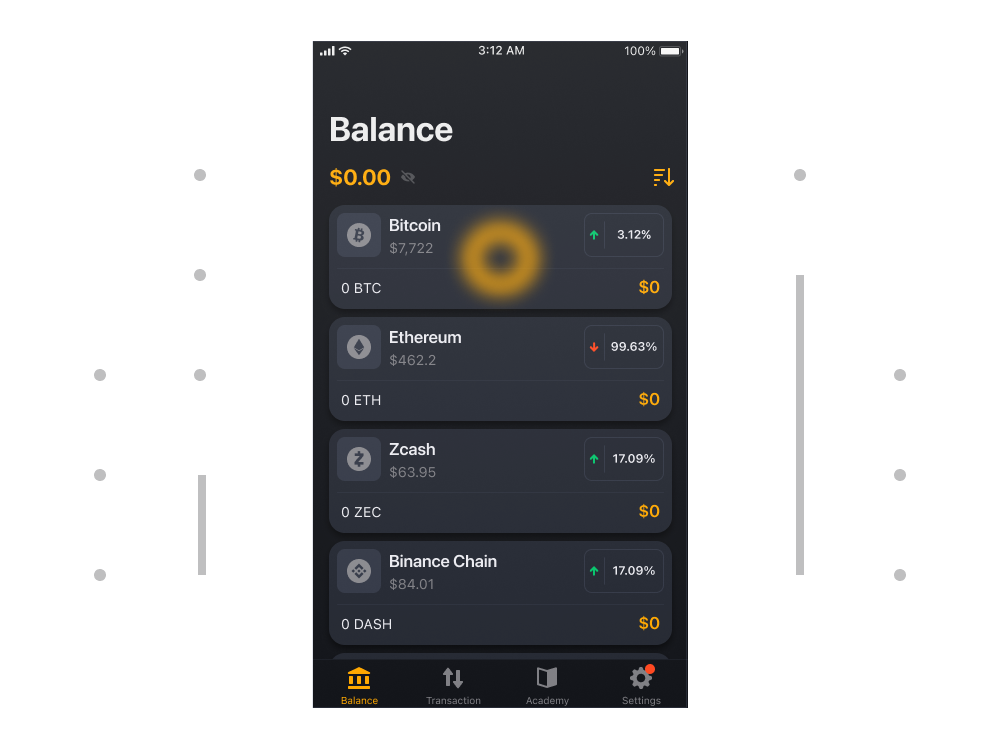 3:12 AM 100%
Balance
$0.00
Bitcoin
$7,722
3.12%
0 BTC $0
Ethereum
$462.2
99.63%
0 ETH $0
Zcash
$63.95
17.09%
0 ZEC $0
Binance Chain
$84.01
17.09%
0 DASH $0
Balance Transaction Academy Settings